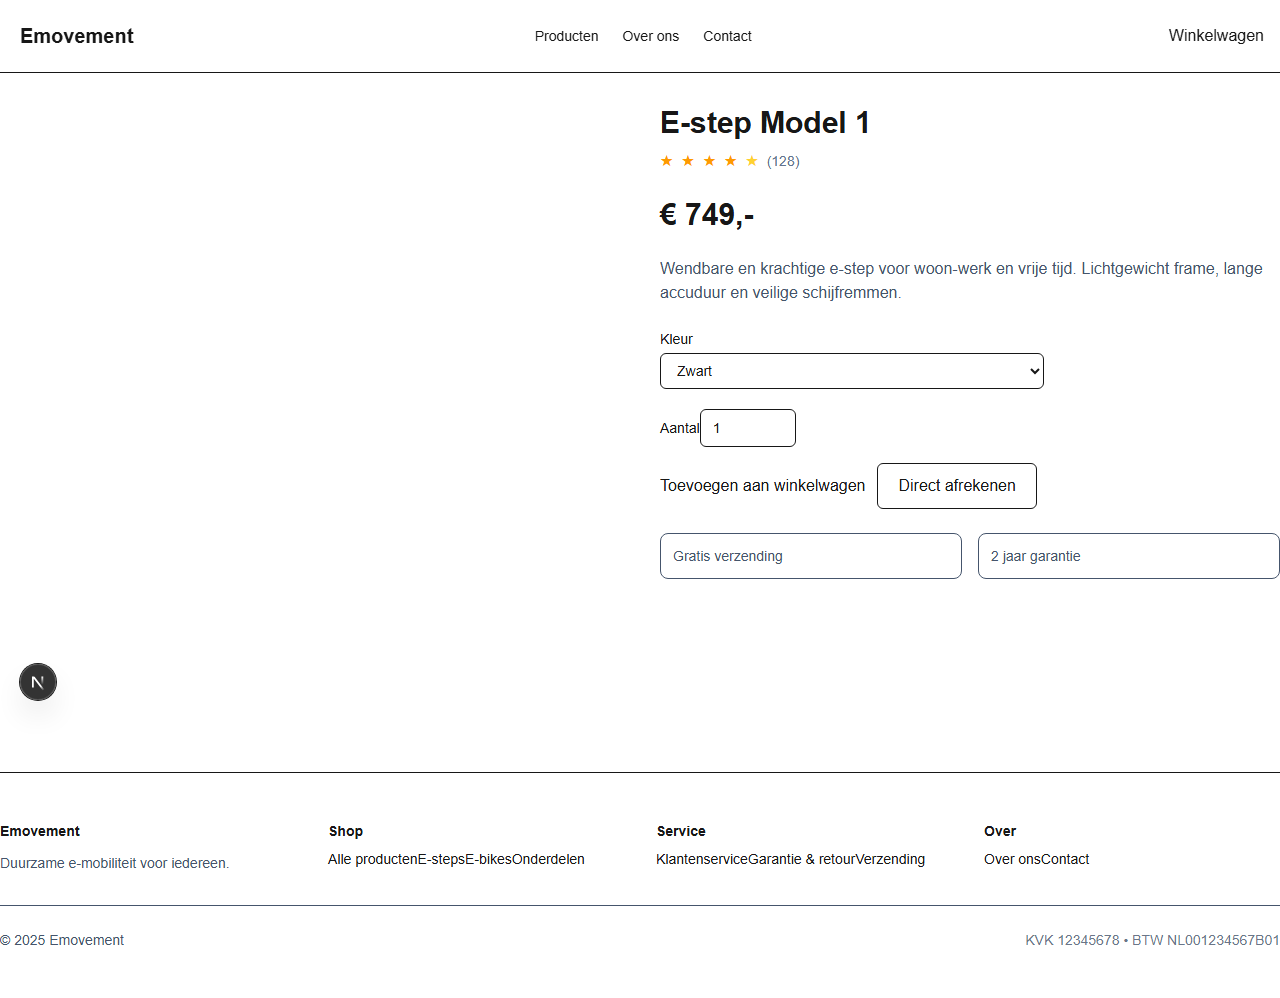 Emovement
Producten Over ons Contact
Winkelwagen
E-step Model 1
★ ★ ★ ★ ★ (128)
€ 749,-
Wendbare en krachtige e-step voor woon-werk en vrije tijd. Lichtgewicht frame, lange
accuduur en veilige schijfremmen.
Kleur
Zwart
Aantal 1
Toevoegen aan winkelwagen Direct afrekenen
Gratis verzending 2 jaar garantie
N
Emovement
Duurzame e-mobiliteit voor iedereen.
Shop
Alle productenE-stepsE-bikesOnderdelen
Service
KlantenserviceGarantie & retourVerzending
Over
Over onsContact
© 2025 Emovement
KVK 12345678 • BTW NL001234567B01